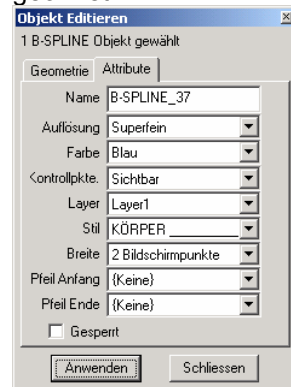 Objekt Editieren
1 B-SPLINE Objekt gewählt
Geometrie Attribute
Name B-SPLINE_37
Auflösung Superfein
Farbe Blau
Kontrollpkte. Sichtbar
Layer Layer1
Stil KÖRPER
Breite 2 Bildschirmpunkte
Pfeil Anfang {Keine}
Pfeil Ende {Keine}
Gesperrt
Anwenden Schliessen